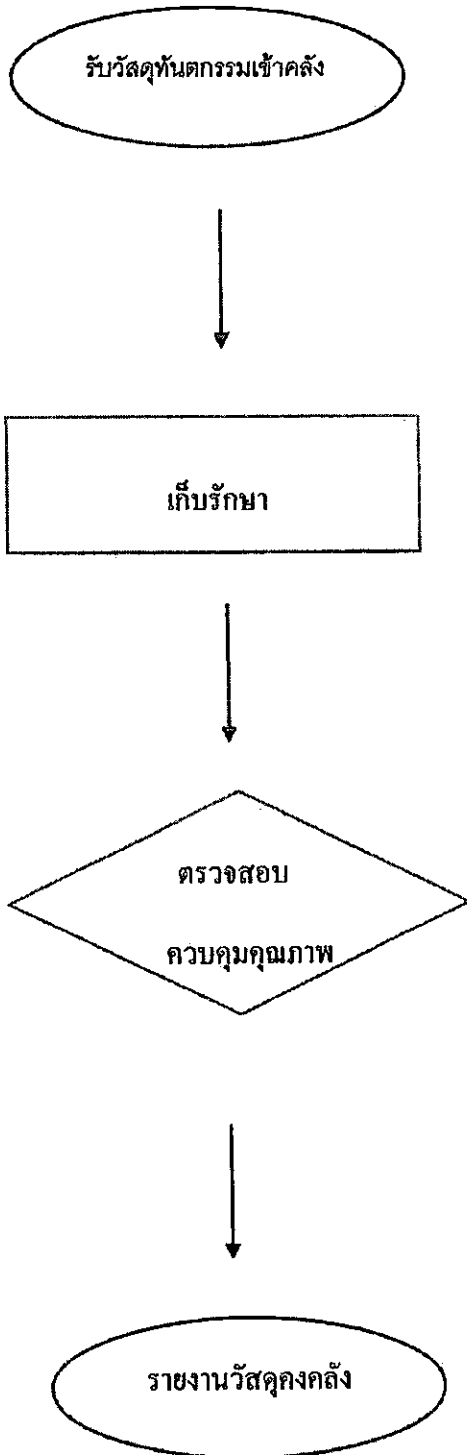 รับวัสดุทันตกรรมเข้าคลัง
เก็บรักษา
ตรวจสอบ
ควบคุมคุณภาพ
รายงานวัสดุคงคลัง